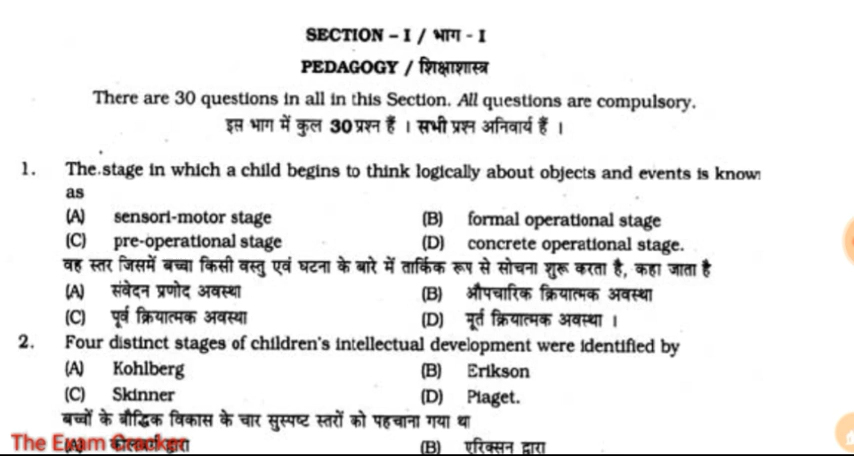 SECTION – I / भाग - I
PEDAGOGY / शिक्षाशास्त्र
There are 30 questions in all in this Section. All questions are compulsory.
इस भाग में कुल 30 प्रश्न हैं । सभी प्रश्न अनिवार्य हैं ।
1. The stage in which a child begins to think logically about objects and events is know
as
(A) sensori-motor stage (B) formal operational stage
(C) pre-operational stage (D) concrete operational stage.
वह स्तर जिसमें बच्चा किसी वस्तु एवं घटना के बारे में तार्किक रूप से सोचना शुरू करता है, कहा जाता है
(A) संवेदन प्रणोद अवस्था (B) औपचारिक क्रियात्मक अवस्था
(C) पूर्व क्रियात्मक अवस्था (D) मूर्त क्रियात्मक अवस्था ।
2. Four distinct stages of children's intellectual development were identified by
(A) Kohlberg (B) Erikson
(C) Skinner (D) Piaget.
बच्चों के बौद्धिक विकास के चार सुस्पष्ट स्तरों को पहचाना गया था
The Exam Cracker (A) कोलबर्ग द्वारा (B) एरिक्सन द्वारा